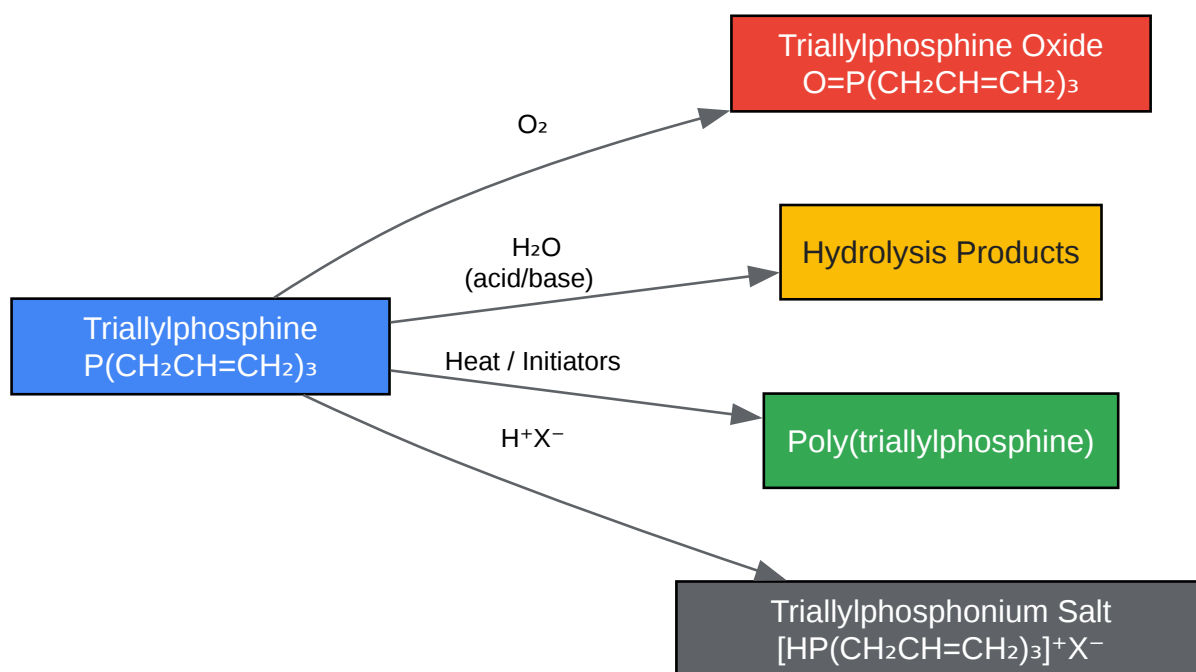 Triallylphosphine Oxide
O=P(CH₂CH=CH₂)₃
O₂
H₂O
(acid/base)
Hydrolysis Products
Triallylphosphine
P(CH₂CH=CH₂)₃
Heat / Initiators
Poly(triallylphosphine)
H⁺X⁻
Triallylphosphonium Salt
[HP(CH₂CH=CH₂)₃]⁺X⁻